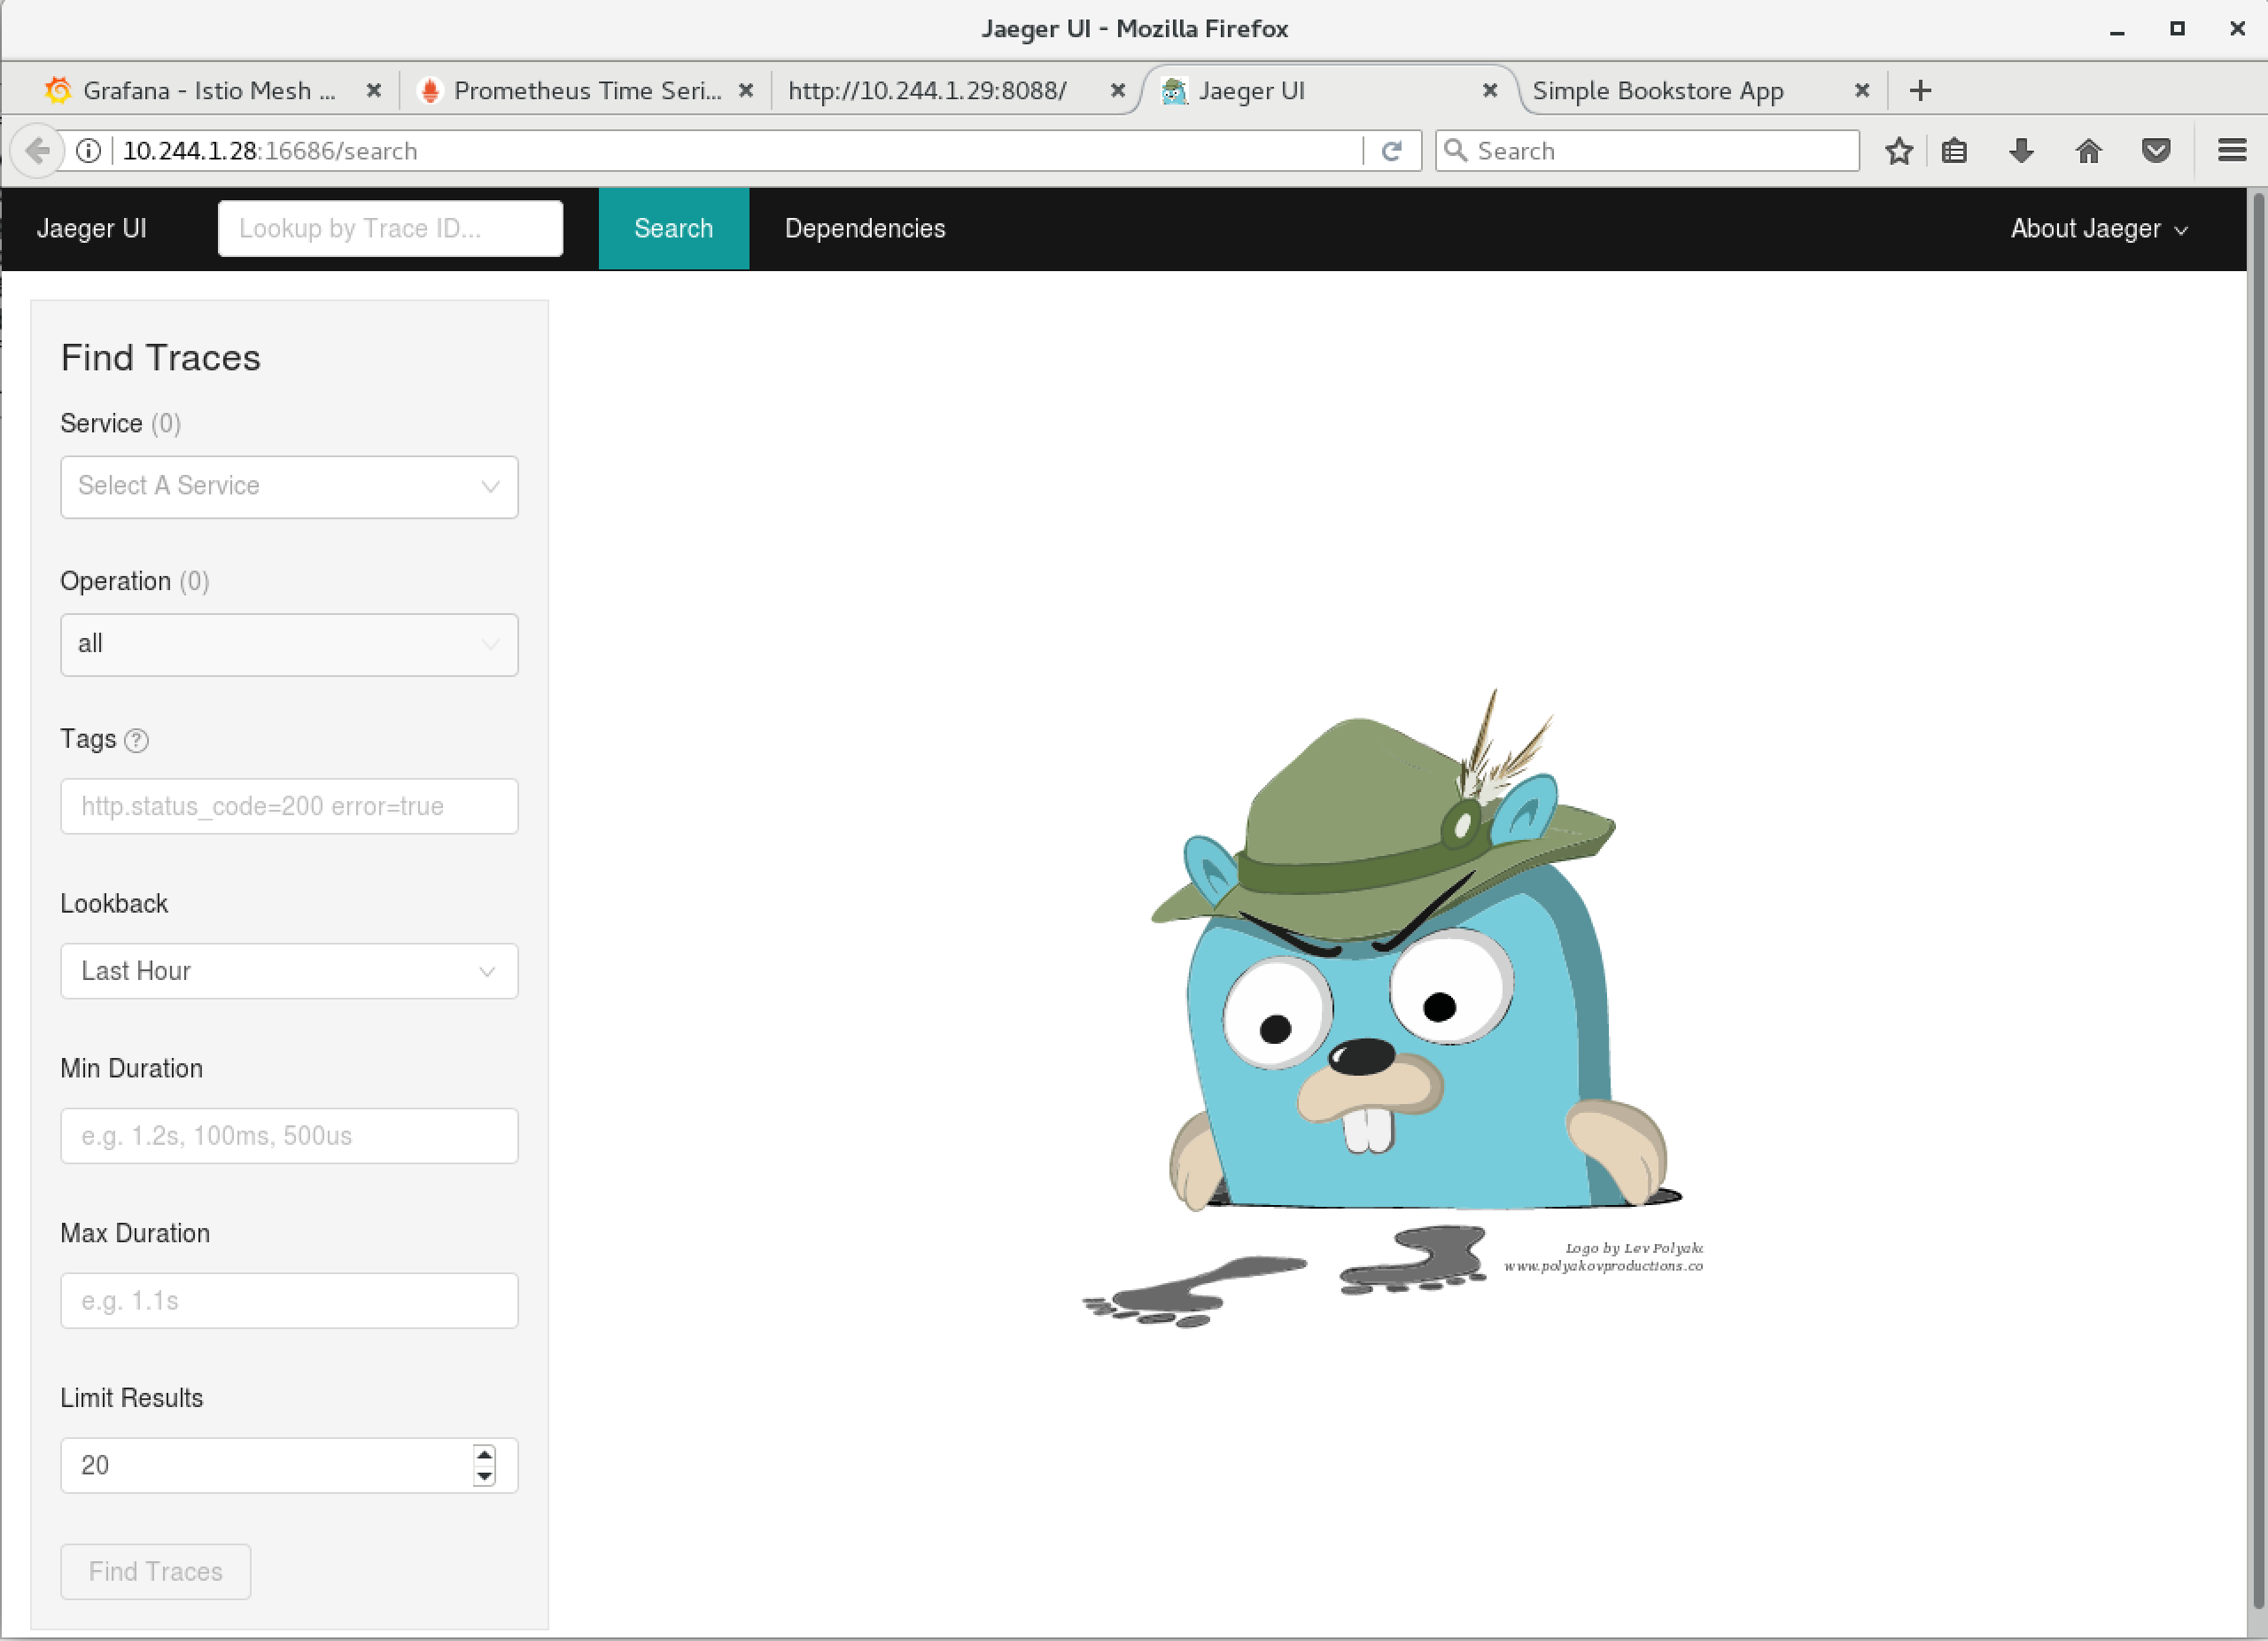 Jaeger UI - Mozilla Firefox
Grafana - Istio Mesh ...
Prometheus Time Seri...
http://10.244.1.29:8088/
Jaeger UI
Simple Bookstore App
10.244.1.28:16686/search
Search
Jaeger UI
Lookup by Trace ID...
Search
Dependencies
About Jaeger
Find Traces
Service (0)
Select A Service
Operation (0)
all
Tags
http.status_code=200 error=true
Lookback
Last Hour
Min Duration
e.g. 1.2s, 100ms, 500us
Max Duration
e.g. 1.1s
Limit Results
20
Find Traces
Logo by Lev Polyak
www.polyakovproductions.co